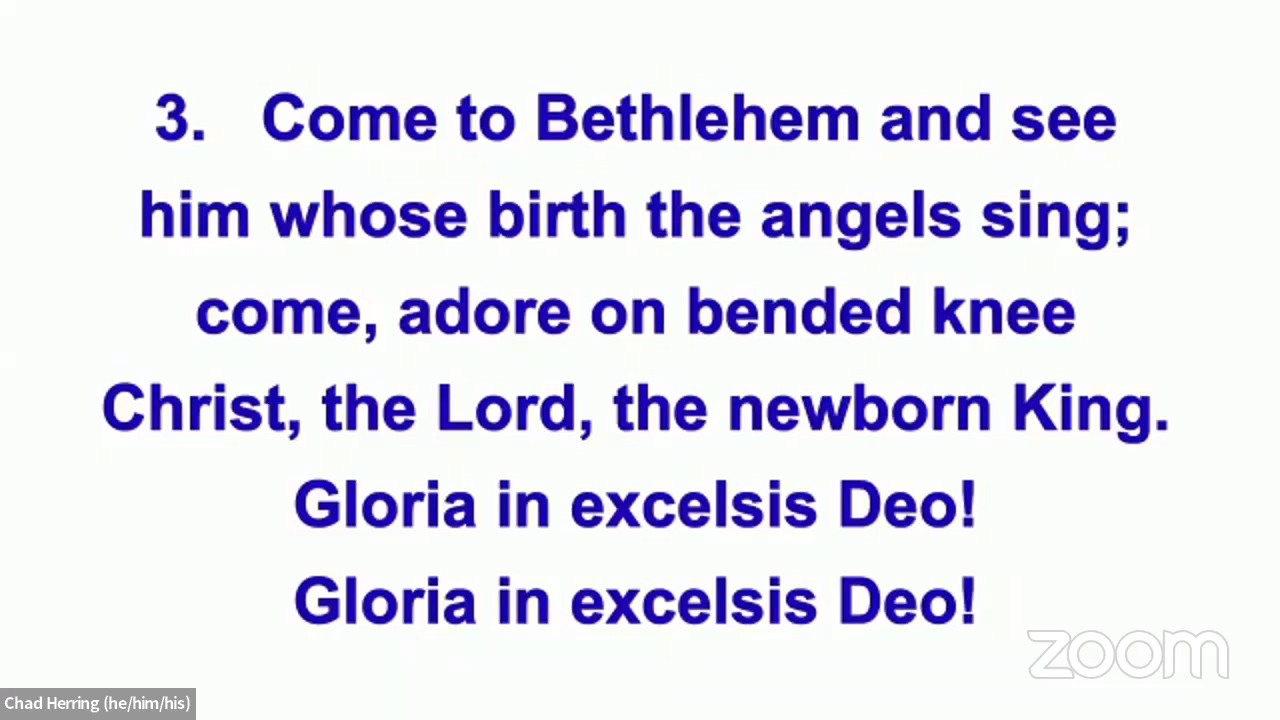 3. Come to Bethlehem and see
him whose birth the angels sing;
come, adore on bended knee
Christ, the Lord, the newborn King.
Gloria in excelsis Deo!
Gloria in excelsis Deo!
zoom
Chad Herring (he/him/his)